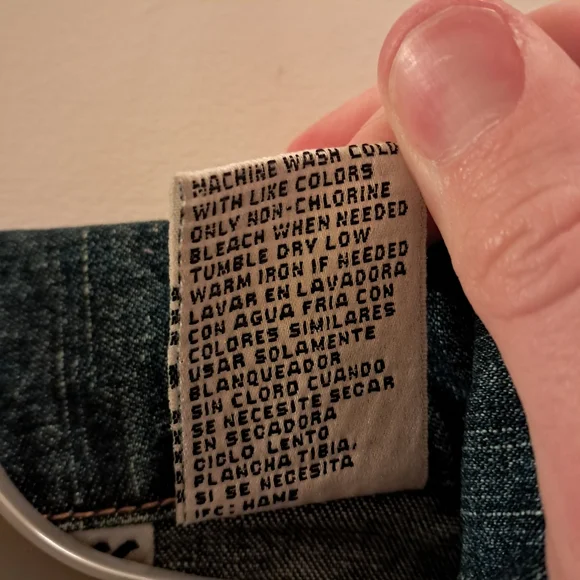 MACHINE WASH COLD
WITH LIKE COLORS
ONLY NON-CHLORINE
BLEACH WHEN NEEDED
TUMBLE DRY LOW
WARM IRON IF NEEDED
LAVAR EN LAVADORA
CON AGUA FRIA CON
COLORES SIMILARES
USAR SOLAMENTE
BLANQUEADOR
SIN CLORO CUANDO
SE NECESITE SECAR
EN SECADORA
CICLO LENTO
PLANCHA TIBIA,
SI SE NECESITA